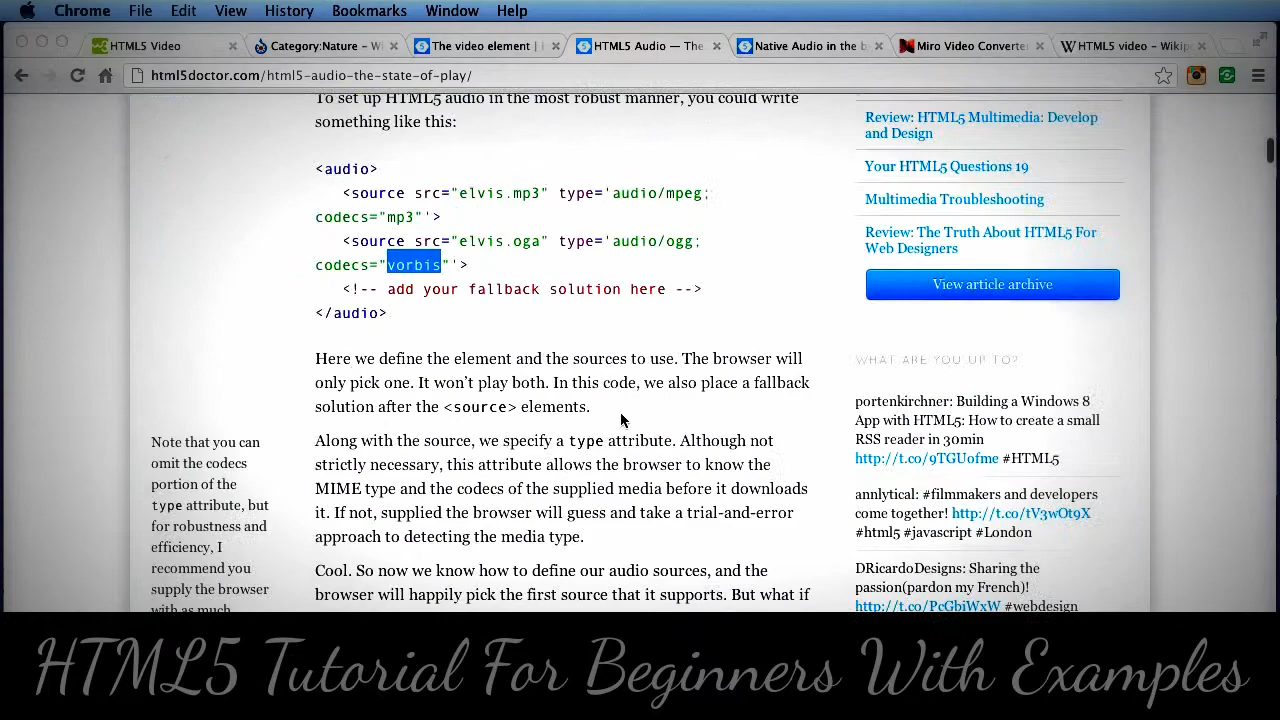 Chrome File Edit View History Bookmarks Window Help
HTML5 Video
Category:Nature – Wi
The video element |
HTML5 Audio — The
Native Audio in the b
Miro Video Converte
HTML5 video – Wikip
html5doctor.com/html5-audio-the-state-of-play/
To set up HTML5 audio in the most robust manner, you could write
something like this:
<audio>
<source src="elvis.mp3" type='audio/mpeg;
codecs="mp3"'>
<source src="elvis.oga" type='audio/ogg;
codecs="vorbis"'>
<!-- add your fallback solution here -->
</audio>
Here we define the element and the sources to use. The browser will
only pick one. It won't play both. In this code, we also place a fallback
solution after the <source> elements.
Note that you can
omit the codecs
portion of the
type attribute, but
for robustness and
efficiency, I
recommend you
supply the browser
with as much
Along with the source, we specify a type attribute. Although not
strictly necessary, this attribute allows the browser to know the
MIME type and the codecs of the supplied media before it downloads
it. If not, supplied the browser will guess and take a trial-and-error
approach to detecting the media type.
Cool. So now we know how to define our audio sources, and the
browser will happily pick the first source that it supports. But what if
Review: HTML5 Multimedia: Develop
and Design
Your HTML5 Questions 19
Multimedia Troubleshooting
Review: The Truth About HTML5 For
Web Designers
View article archive
WHAT ARE YOU UP TO?
portenkirchner: Building a Windows 8
App with HTML5: How to create a small
RSS reader in 30min
http://t.co/9TGUofme #HTML5
annlytical: #filmmakers and developers
come together! http://t.co/tV3wOt9X
#html5 #javascript #London
DRicardoDesigns: Sharing the
passion(pardon my French)!
http://t.co/PcGbiWxW #webdesign
HTML5 Tutorial For Beginners With Examples